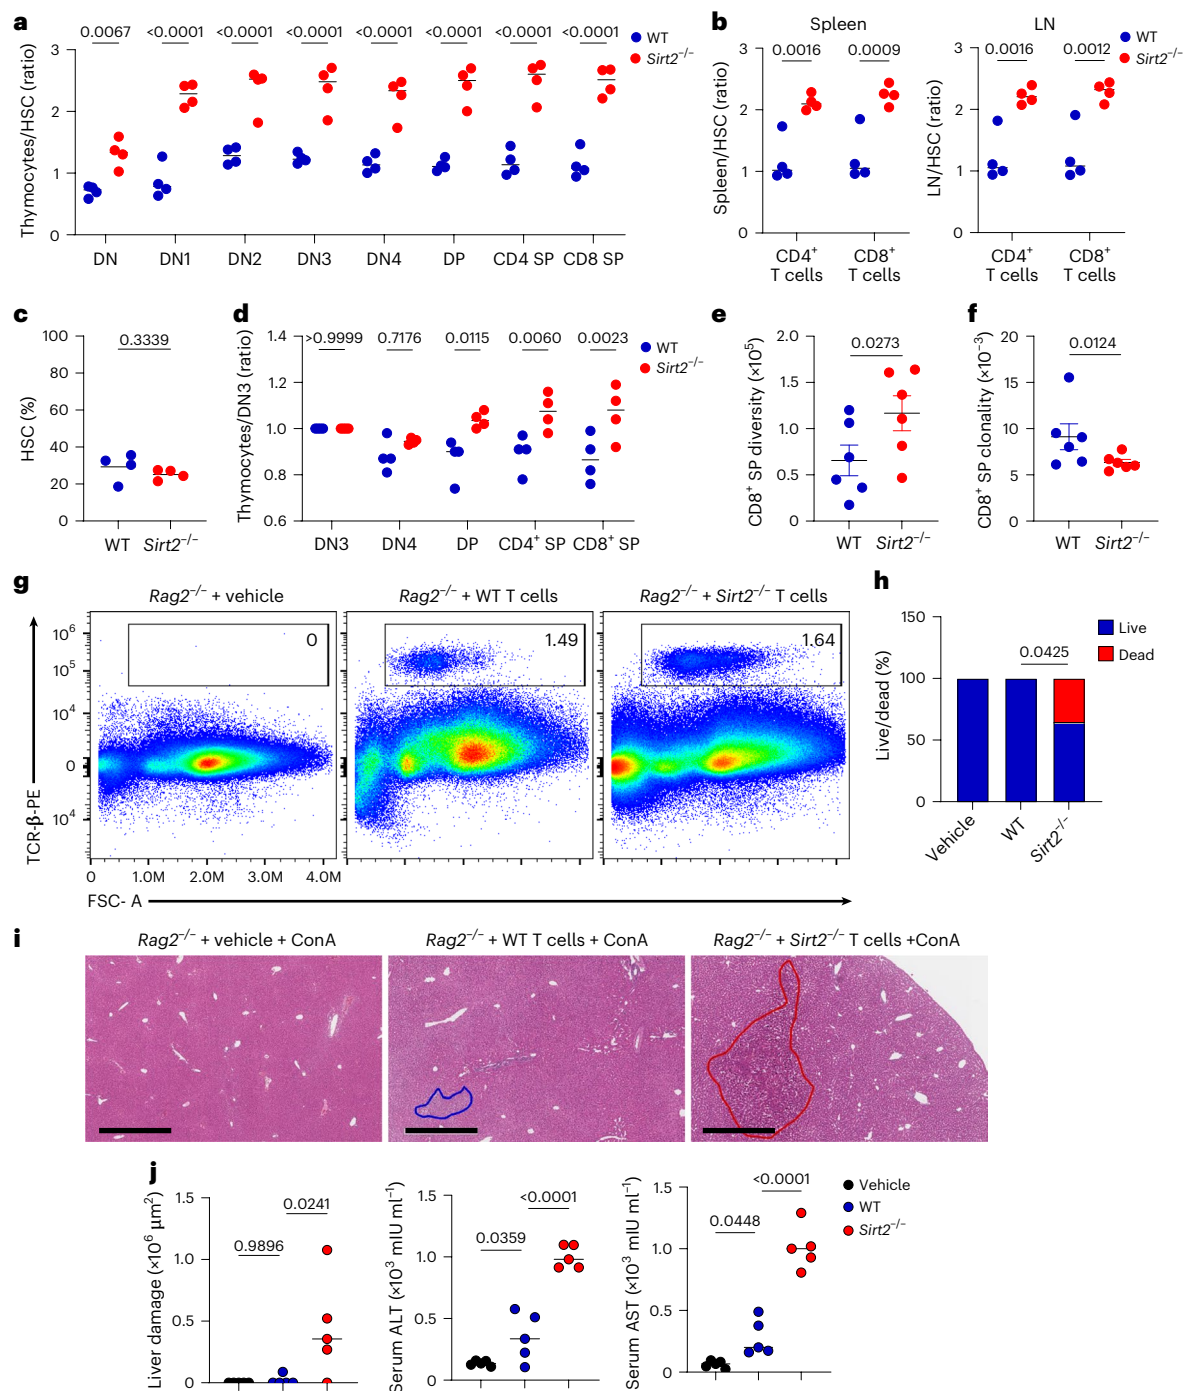 a
0.0067 <0.0001 <0.0001 <0.0001 <0.0001 <0.0001 <0.0001 <0.0001
WT
Sirt2−/−
Thymocytes/HSC (ratio)
3
2
1
0
DN DN1 DN2 DN3 DN4 DP CD4 SP CD8 SP
b
Spleen
0.0016 0.0009
Spleen/HSC (ratio)
3
2
1
0
CD4+ T cells
CD8+ T cells
LN
0.0016 0.0012
WT
Sirt2−/−
LN/HSC (ratio)
3
2
1
0
CD4+ T cells
CD8+ T cells
c
0.3339
HSC (%)
100
80
60
40
20
0
WT Sirt2−/−
d
>0.9999 0.7176 0.0115 0.0060 0.0023
WT
Sirt2−/−
Thymocytes/DN3 (ratio)
1.4
1.2
1.0
0.8
0.6
DN3 DN4 DP CD4+ SP CD8+ SP
e
0.0273
CD8+ SP diversity (×10⁵)
2.0
1.5
1.0
0.5
0
WT Sirt2−/−
f
0.0124
CD8+ SP clonality (×10⁻³)
20
15
10
5
0
WT Sirt2−/−
g
Rag2−/− + vehicle
Rag2−/− + WT T cells
Rag2−/− + Sirt2−/− T cells
0
1.49
1.64
TCR-β-PE
10⁶
10⁵
10⁴
0
10⁴
0 1.0M 2.0M 3.0M 4.0M
FSC- A
h
0.0425
Live
Dead
Live/dead (%)
150
100
50
0
Vehicle WT Sirt2−/−
i
Rag2−/− + vehicle + ConA
Rag2−/− + WT T cells + ConA
Rag2−/− + Sirt2−/− T cells +ConA
j
0.9896 0.0241
Liver damage (×10⁶ µm²)
1.5
1.0
0.5
0
0.0359 <0.0001
Serum ALT (×10³ mIU ml⁻¹)
1.5
1.0
0.5
0
0.0448 <0.0001
Serum AST (×10³ mIU ml⁻¹)
1.5
1.0
0.5
0
Vehicle
WT
Sirt2−/−